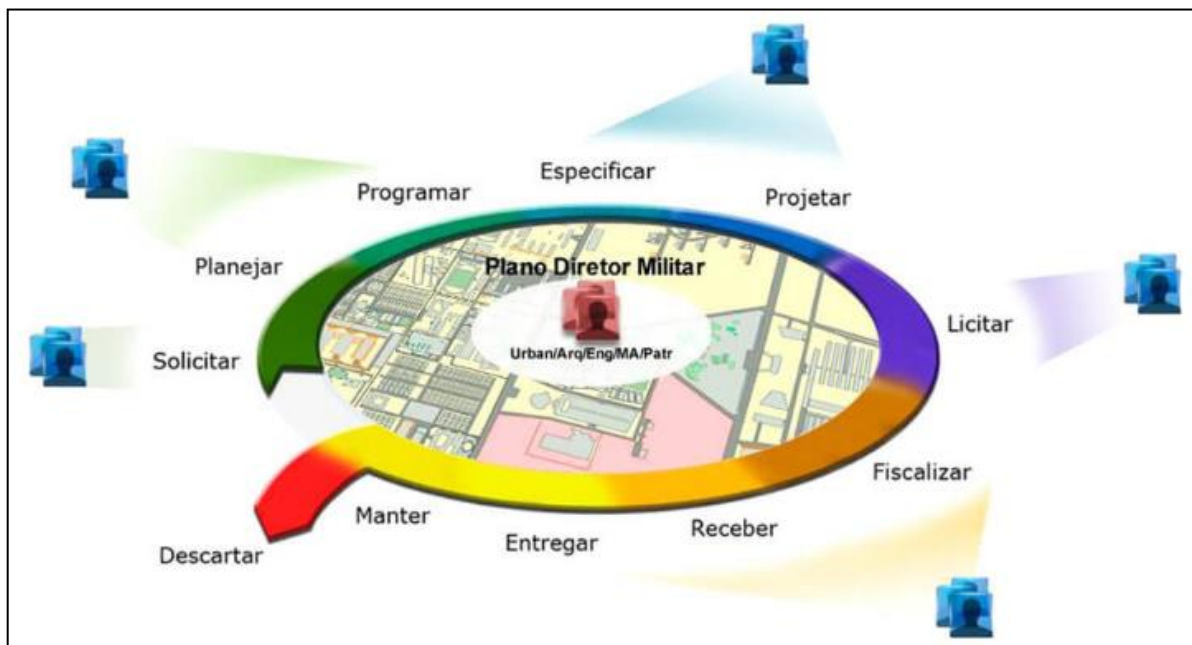 Especificar
Programar
Projetar
Planejar
Plano Diretor Militar
Solicitar
Urban/Arq/Eng/MA/Patr
Licitar
Fiscalizar
Manter
Entregar
Receber
Descartar